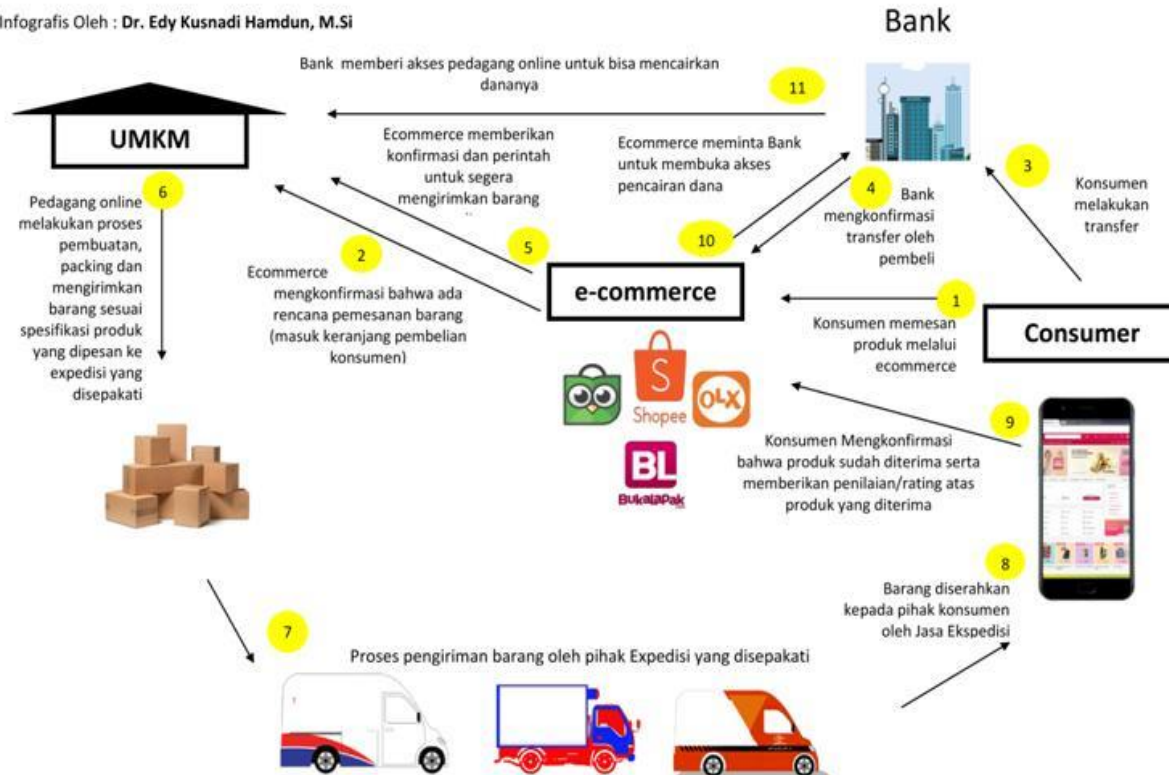 Infografis Oleh : Dr. Edy Kusnadi Hamdun, M.Si
Bank
Bank memberi akses pedagang online untuk bisa mencairkan
dananya
11
UMKM
Ecommerce memberikan
konfirmasi dan perintah
untuk segera
mengirimkan barang
Ecommerce meminta Bank
untuk membuka akses
pencairan dana
3
Konsumen
melakukan
transfer
6
Pedagang online
melakukan proses
pembuatan,
packing dan
mengirimkan
barang sesuai
spesifikasi produk
yang dipesan ke
expedisi yang
disepakati
4
Bank
mengkonfirmasi
transfer oleh
pembeli
10
5
2
Ecommerce
mengkonfirmasi bahwa ada
rencana pemesanan barang
(masuk keranjang pembelian
konsumen)
e-commerce
1
Konsumen memesan
produk melalui
ecommerce
Consumer
S
Shopee
OLX
BL
BukalaPak
9
Konsumen Mengkonfirmasi
bahwa produk sudah diterima serta
memberikan penilaian/rating atas
produk yang diterima
8
Barang diserahkan
kepada pihak konsumen
oleh Jasa Ekspedisi
7
Proses pengiriman barang oleh pihak Expedisi yang disepakati